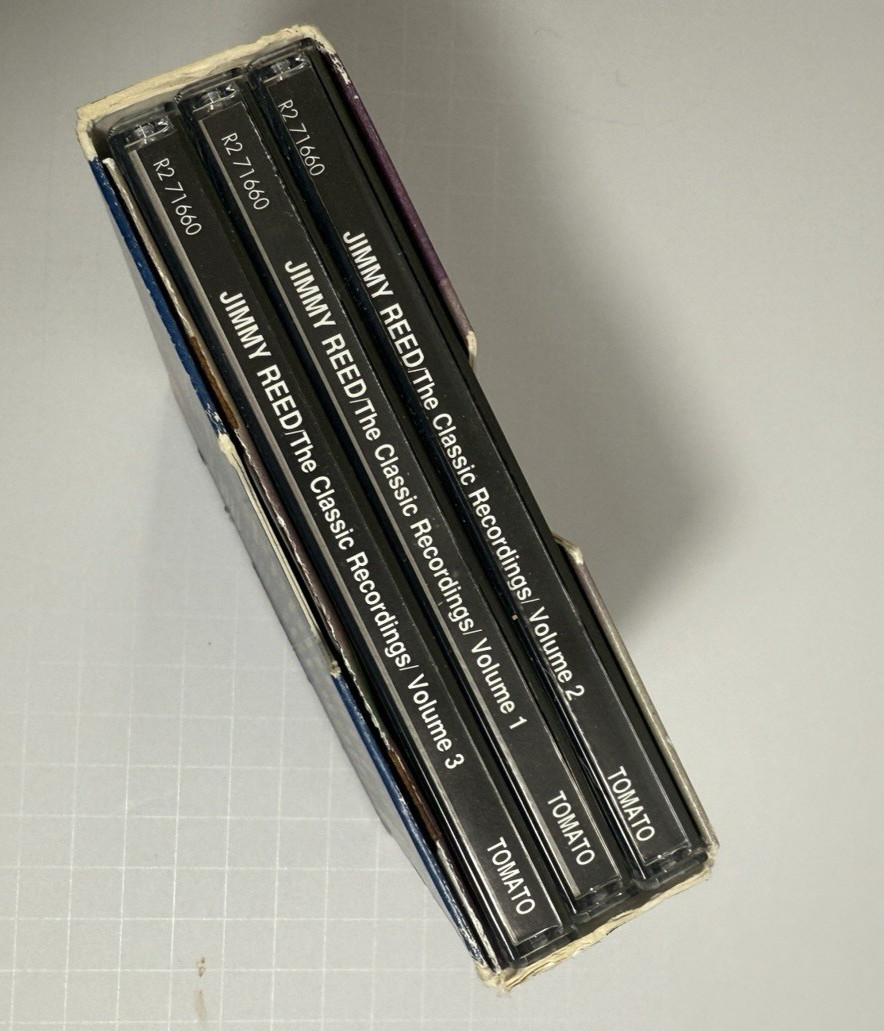 R2 71660 JIMMY REED/The Classic Recordings/ Volume 3 TOMATO
R2 71660 JIMMY REED/The Classic Recordings/ Volume 1 TOMATO
R2 71660 JIMMY REED/The Classic Recordings/ Volume 2 TOMATO